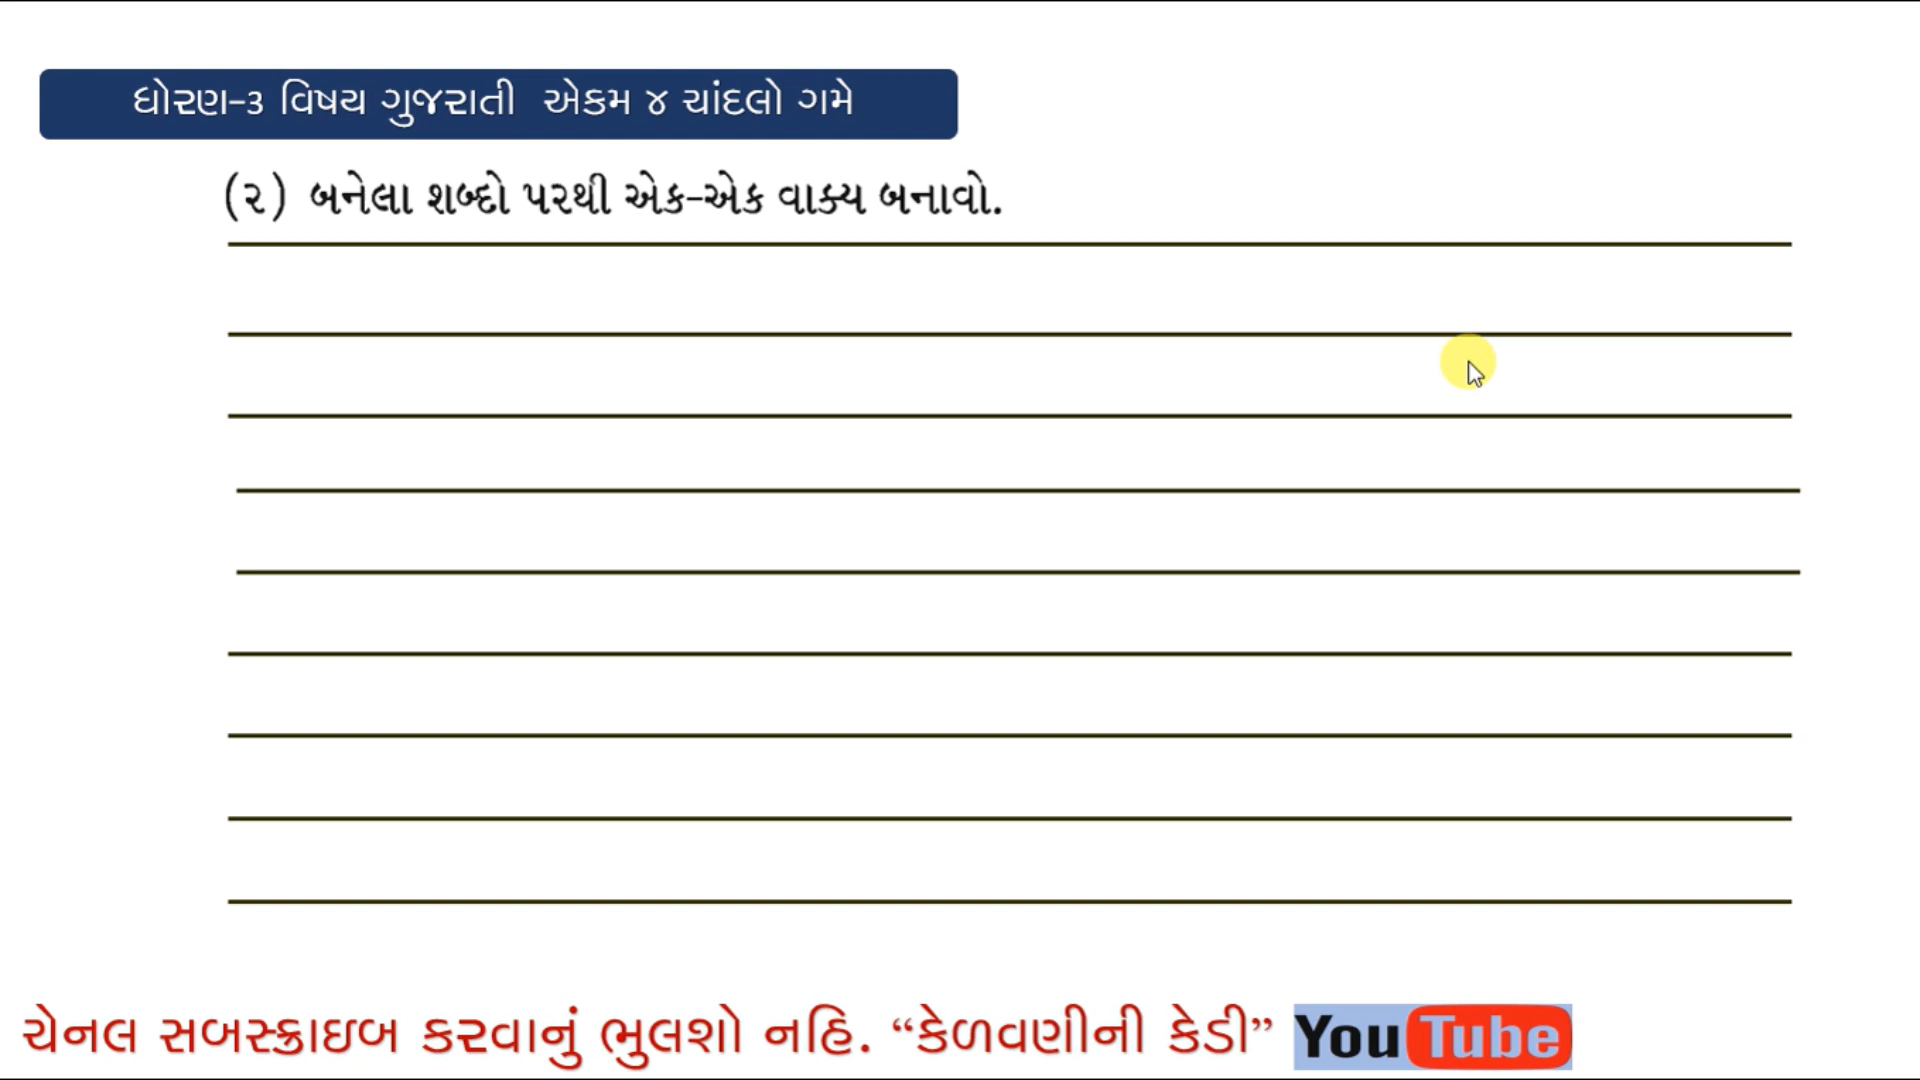 ધોરણ-૩ વિષય ગુજરાતી એકમ ૪ ચાંદલો ગમે
(૨) બનેલા શબ્દો પરથી એક-એક વાક્ય બનાવો.
ચેનલ સબસ્ક્રાઇબ કરવાનું ભુલશો નહિ. “કેળવણીની કેડી” YouTube